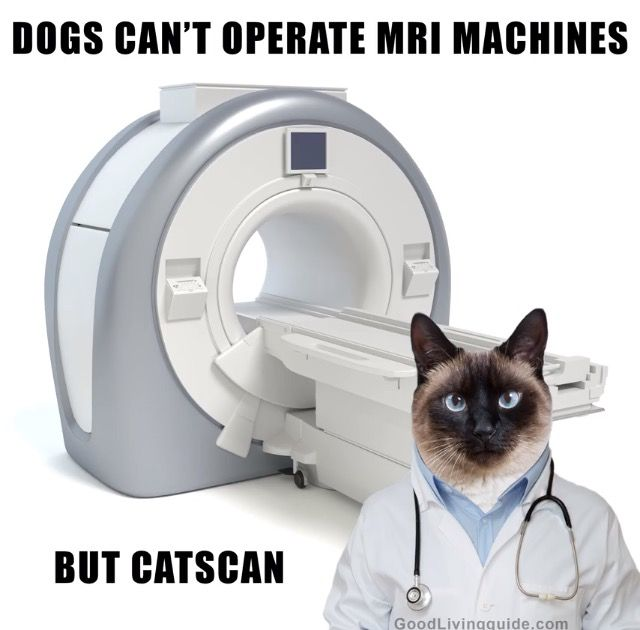 DOGS CAN'T OPERATE MRI MACHINES
BUT CATSCAN
GoodLivingguide.com